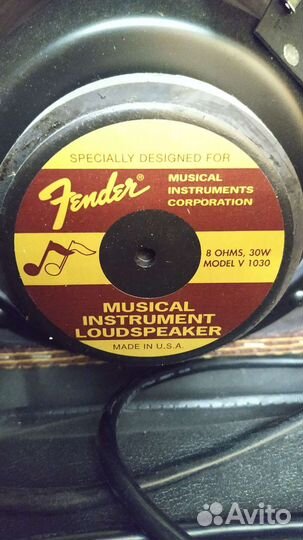 SPECIALLY DESIGNED FOR
Fender®
MUSICAL
INSTRUMENTS
CORPORATION
8 OHMS, 30W
MODEL V 1030
MUSICAL
INSTRUMENT
LOUDSPEAKER
MADE IN U.S.A.
Avito